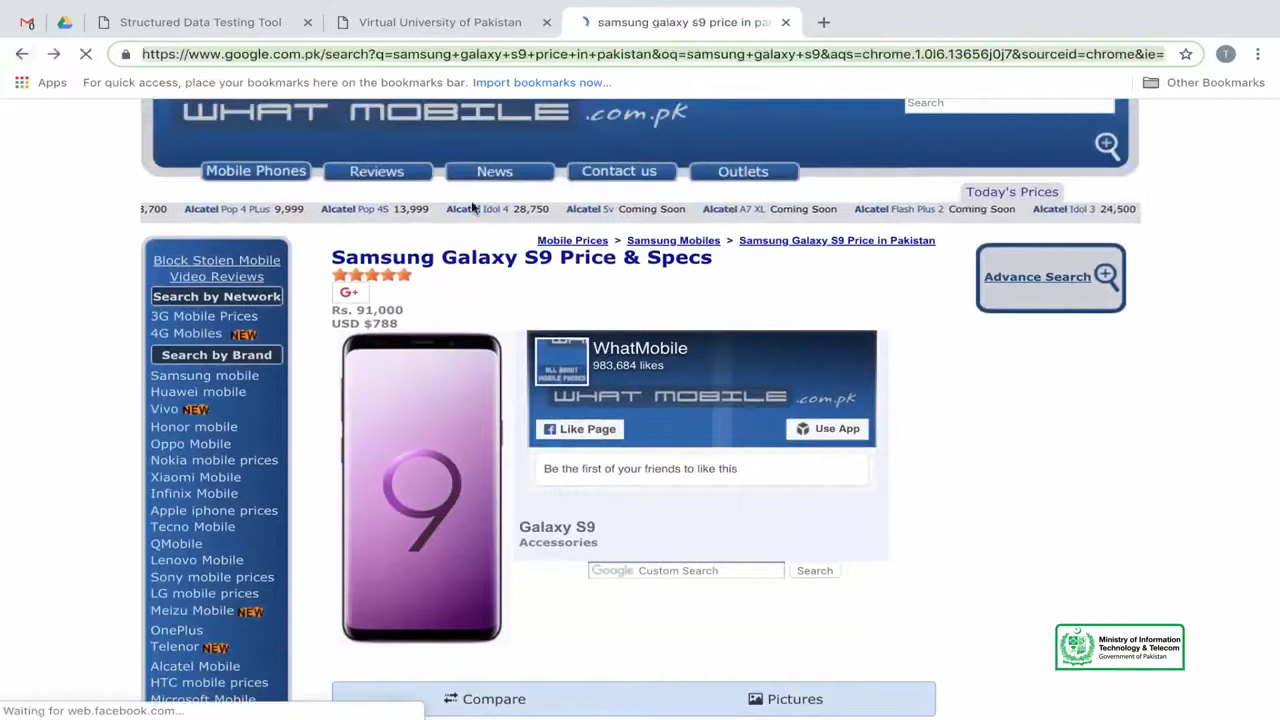 Structured Data Testing Tool
Virtual University of Pakistan
samsung galaxy s9 price in pa
https://www.google.com.pk/search?q=samsung+galaxy+s9+price+in+pakistan&oq=samsung+galaxy+s9&aqs=chrome.1.0l6.13656j0j7&sourceid=chrome&ie=
T
Apps
For quick access, place your bookmarks here on the bookmarks bar. Import bookmarks now...
Other Bookmarks
WHAT MOBILE .com.pk
Search
Mobile Phones
Reviews
News
Contact us
Outlets
Today's Prices
3,700 Alcatel Pop 4 PLus 9,999 Alcatel Pop 4S 13,999 Alcatel Idol 4 28,750 Alcatel 5v Coming Soon Alcatel A7 XL Coming Soon Alcatel Flash Plus 2 Coming Soon Alcatel Idol 3 24,500
Mobile Prices > Samsung Mobiles > Samsung Galaxy S9 Price in Pakistan
Samsung Galaxy S9 Price & Specs
G+
Rs. 91,000
USD $788
Advance Search
Block Stolen Mobile
Video Reviews
Search by Network
3G Mobile Prices
4G Mobiles NEW
Search by Brand
Samsung mobile
Huawei mobile
Vivo NEW
Honor mobile
Oppo Mobile
Nokia mobile prices
Xiaomi Mobile
Infinix Mobile
Apple iphone prices
Tecno Mobile
QMobile
Lenovo Mobile
Sony mobile prices
LG mobile prices
Meizu Mobile NEW
OnePlus
Telenor NEW
Alcatel Mobile
HTC mobile prices
Microsoft Mobile
9
WhatMobile
983,684 likes
ALL ABOUT
MOBILE PHONES
WHAT MOBILE .com.pk
Like Page
Use App
Be the first of your friends to like this
Galaxy S9
Accessories
Google Custom Search
Search
Compare
Pictures
Ministry of Information
Technology & Telecom
Government of Pakistan
Waiting for web.facebook.com...